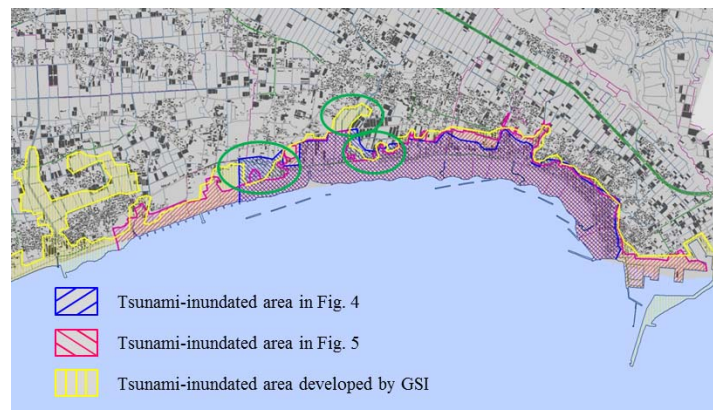 Tsunami-inundated area in Fig. 4
Tsunami-inundated area in Fig. 5
Tsunami-inundated area developed by GSI